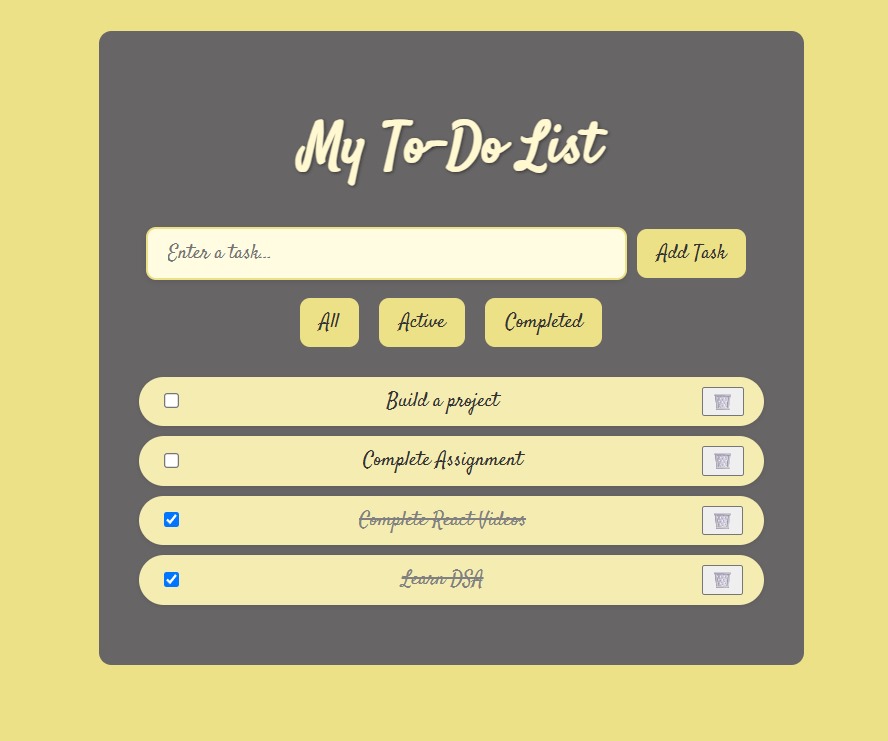 My To-Do List
Enter a task...
Add Task
All
Active
Completed
Build a project
Complete Assignment
Complete React Videos
Learn DSA